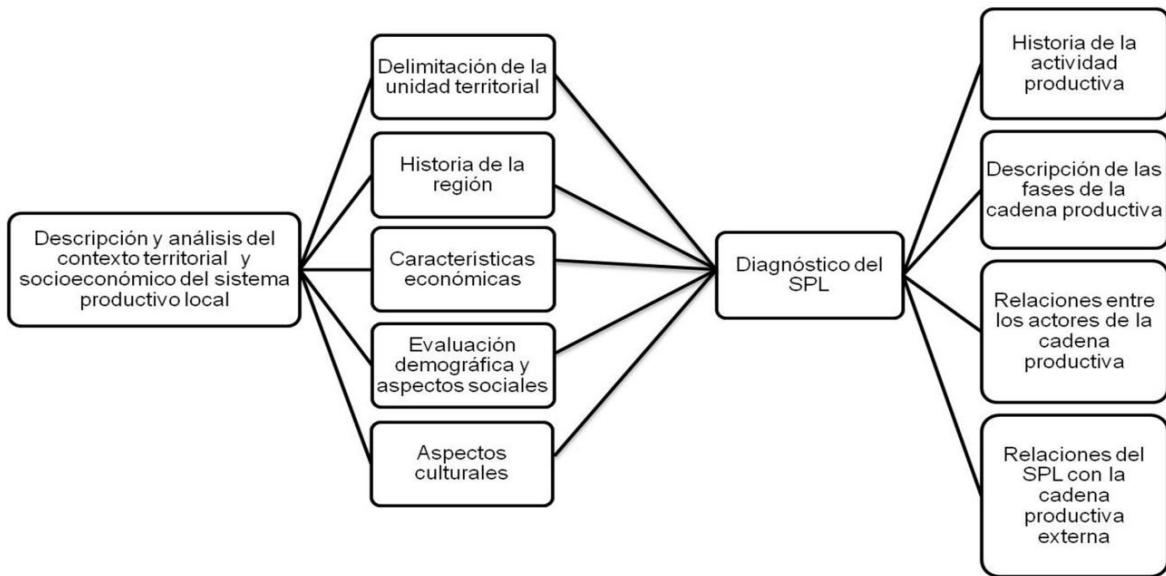 Descripción y análisis del
contexto territorial y
socioeconómico del sistema
productivo local
Delimitación de la
unidad territorial
Historia de la
región
Características
económicas
Evaluación
demográfica y
aspectos sociales
Aspectos
culturales
Diagnóstico del
SPL
Historia de la
actividad
productiva
Descripción de las
fases de la
cadena productiva
Relaciones entre
los actores de la
cadena
productiva
Relaciones del
SPL con la
cadena
productiva
externa